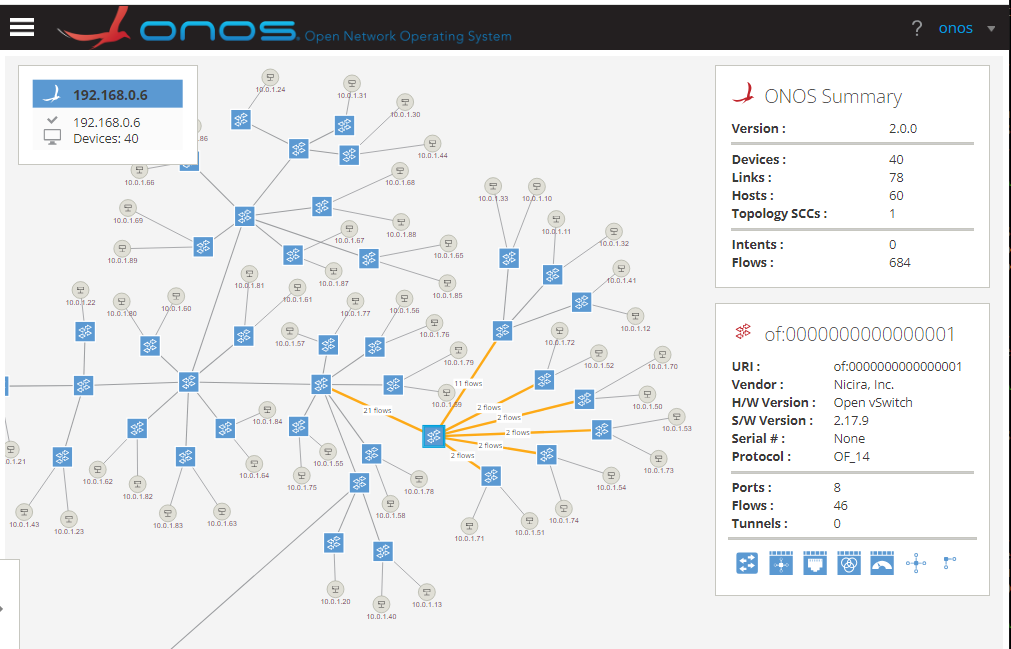 ONOS. Open Network Operating System
? onos
192.168.0.6
192.168.0.6
Devices: 40
ONOS Summary
Version : 2.0.0
Devices : 40
Links : 78
Hosts : 60
Topology SCCs : 1
Intents : 0
Flows : 684
of:0000000000000001
URI : of:0000000000000001
Vendor : Nicira, Inc.
H/W Version : Open vSwitch
S/W Version : 2.17.9
Serial # : None
Protocol : OF_14
Ports : 8
Flows : 46
Tunnels : 0
10.0.1.24
10.0.1.31
10.0.1.30
.86
10.0.1.44
10.0.1.66
10.0.1.68
10.0.1.33
10.0.1.10
10.0.1.69
10.0.1.88
10.0.1.67
10.0.1.11
10.0.1.32
10.0.1.65
10.0.1.89
10.0.1.87
10.0.1.81
10.0.1.41
10.0.1.85
10.0.1.22
10.0.1.61
10.0.1.60
10.0.1.80
10.0.1.56
10.0.1.77
10.0.1.12
10.0.1.76
10.0.1.57
10.0.1.72
10.0.1.79
10.0.1.52
10.0.1.70
11 flows
10.0.1.59
10.0.1.50
21 flows
2 flows
2 flows
2 flows
2 flows
2 flows
10.0.1.84
10.0.1.53
0.0.1.21
10.0.1.55
10.0.1.64
10.0.1.73
10.0.1.62
10.0.1.75
10.0.1.54
10.0.1.82
10.0.1.78
10.0.1.58
10.0.1.74
10.0.1.43
10.0.1.23
10.0.1.83
10.0.1.63
10.0.1.71
10.0.1.51
10.0.1.20
10.0.1.40
10.0.1.13